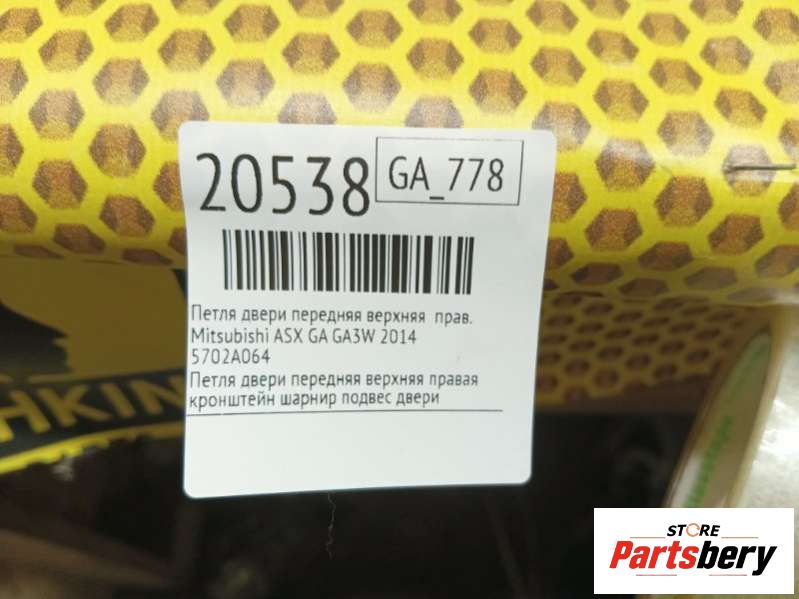 20538
GA_778
Петля двери передняя верхняя прав.
Mitsubishi ASX GA GA3W 2014
5702A064
Петля двери передняя верхняя правая
кронштейн шарнир подвес двери
HKIN
STORE
Partsbery